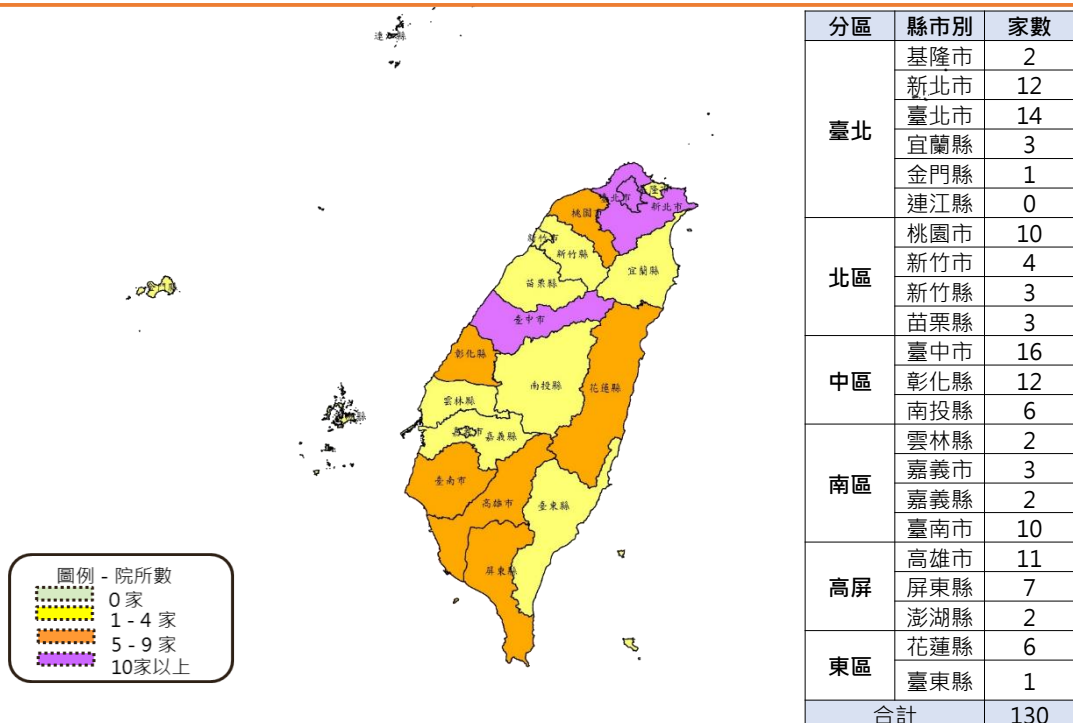 連江縣
基隆市
臺北市
新北市
桃園市
新竹市
新竹縣
宜蘭縣
苗栗縣
金門縣
臺中市
彰化縣
南投縣
花蓮縣
雲林縣
嘉義市
嘉義縣
臺南市
高雄市
臺東縣
屏東縣
圖例 - 院所數
0 家
1 - 4 家
5 - 9 家
10家以上
分區 縣市別 家數
臺北
基隆市 2
新北市 12
臺北市 14
宜蘭縣 3
金門縣 1
連江縣 0
北區
桃園市 10
新竹市 4
新竹縣 3
苗栗縣 3
中區
臺中市 16
彰化縣 12
南投縣 6
南區
雲林縣 2
嘉義市 3
嘉義縣 2
臺南市 10
高屏
高雄市 11
屏東縣 7
澎湖縣 2
東區
花蓮縣 6
臺東縣 1
合計 130